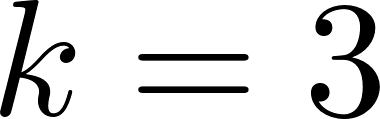 k = 3